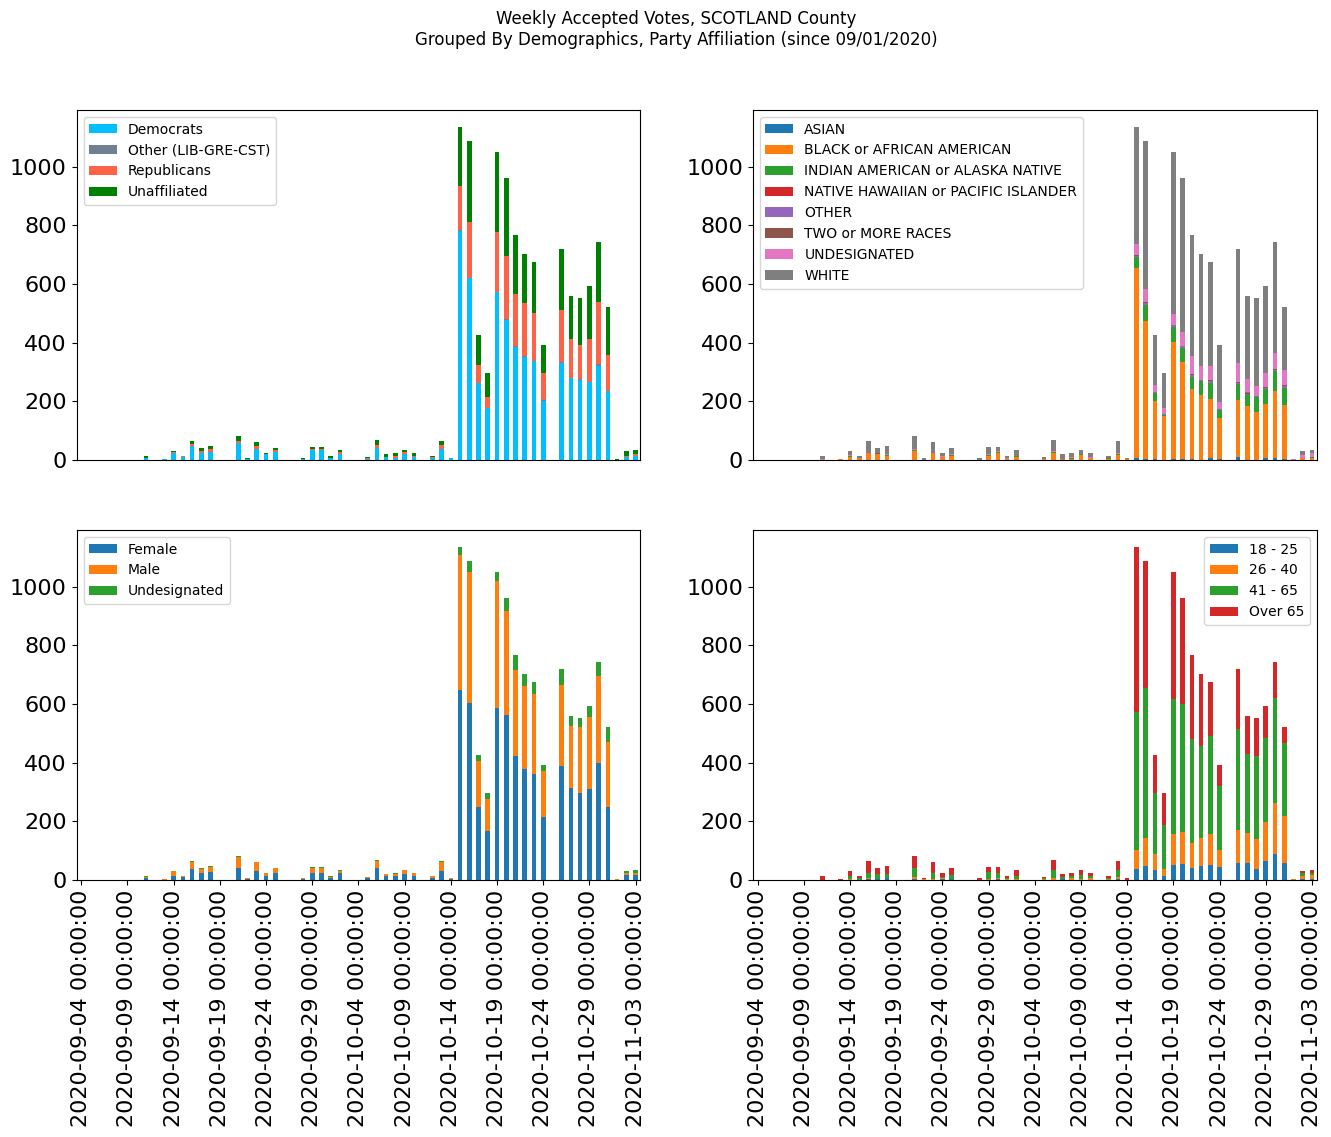 Weekly Accepted Votes, SCOTLAND County
Grouped By Demographics, Party Affiliation (since 09/01/2020)
Democrats
Other (LIB-GRE-CST)
Republicans
Unaffiliated
1000
800
600
400
200
0
ASIAN
BLACK or AFRICAN AMERICAN
INDIAN AMERICAN or ALASKA NATIVE
NATIVE HAWAIIAN or PACIFIC ISLANDER
OTHER
TWO or MORE RACES
UNDESIGNATED
WHITE
1000
800
600
400
200
0
Female
Male
Undesignated
1000
800
600
400
200
0
2020-09-04 00:00:00
2020-09-09 00:00:00
2020-09-14 00:00:00
2020-09-19 00:00:00
2020-09-24 00:00:00
2020-09-29 00:00:00
2020-10-04 00:00:00
2020-10-09 00:00:00
2020-10-14 00:00:00
2020-10-19 00:00:00
2020-10-24 00:00:00
2020-10-29 00:00:00
2020-11-03 00:00:00
18 - 25
26 - 40
41 - 65
Over 65
1000
800
600
400
200
0
2020-09-04 00:00:00
2020-09-09 00:00:00
2020-09-14 00:00:00
2020-09-19 00:00:00
2020-09-24 00:00:00
2020-09-29 00:00:00
2020-10-04 00:00:00
2020-10-09 00:00:00
2020-10-14 00:00:00
2020-10-19 00:00:00
2020-10-24 00:00:00
2020-10-29 00:00:00
2020-11-03 00:00:00